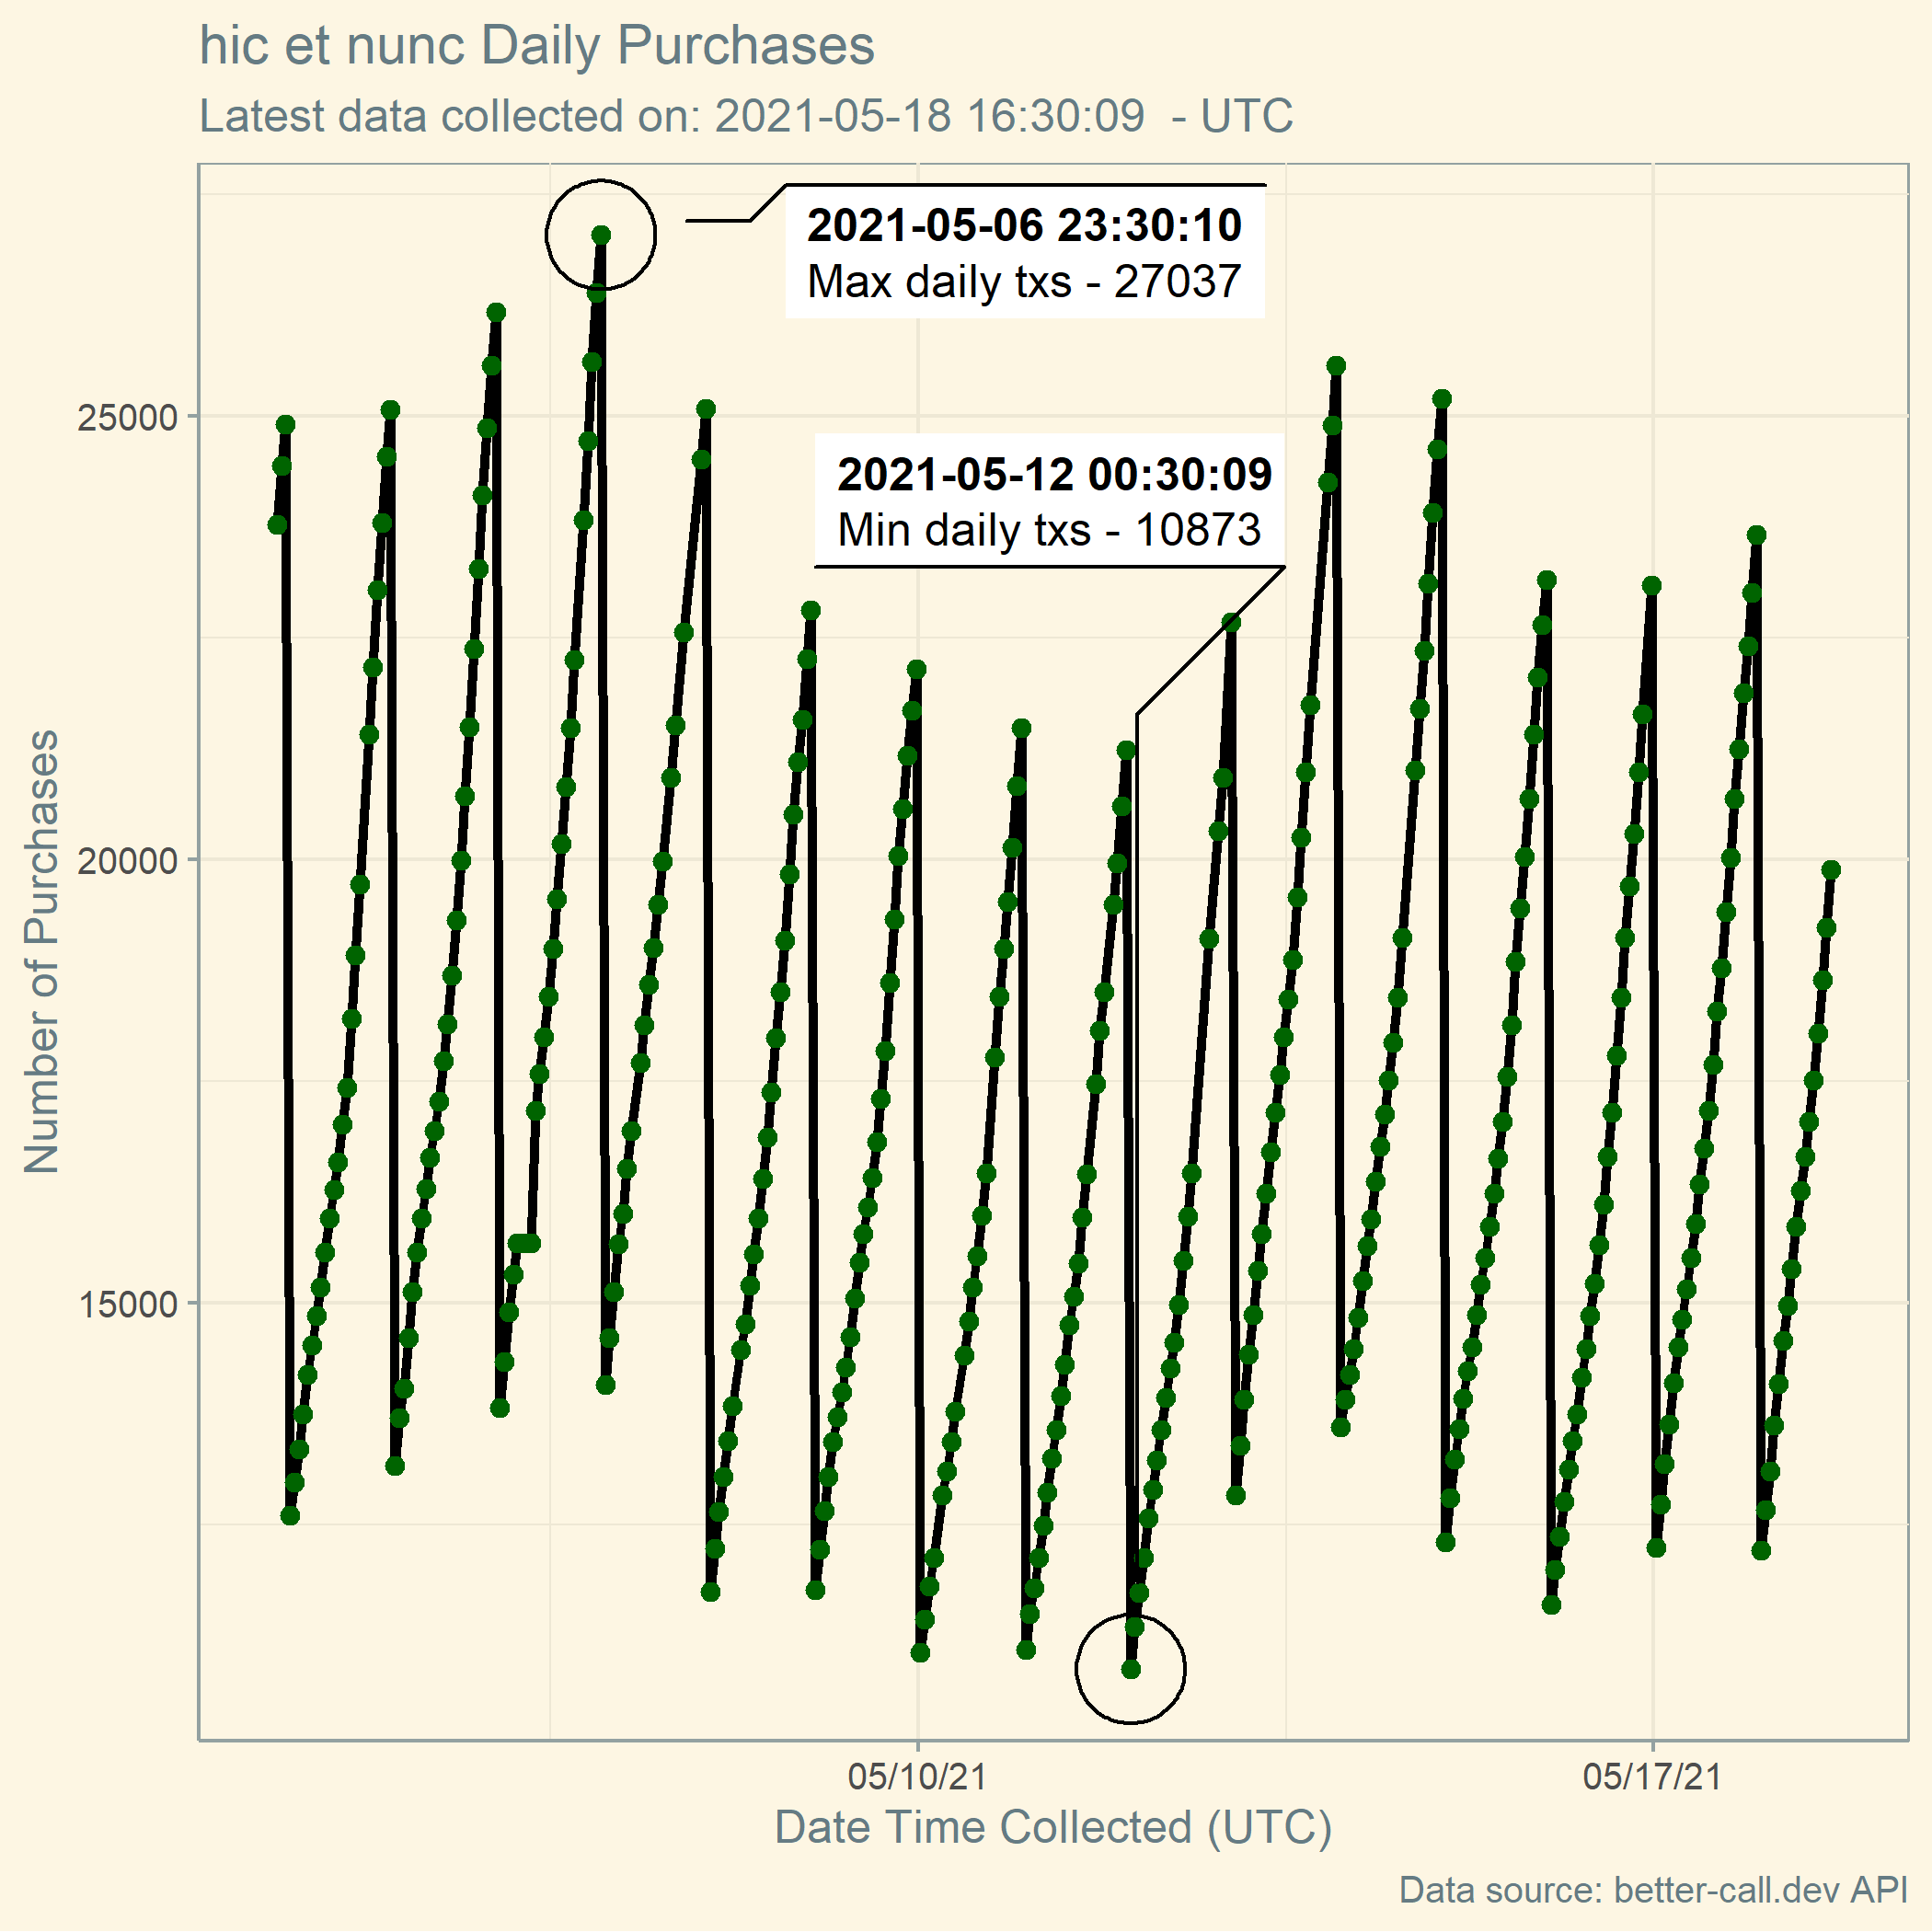 hic et nunc Daily Purchases
Latest data collected on: 2021-05-18 16:30:09  - UTC
2021-05-06 23:30:10
Max daily txs - 27037
25000
2021-05-12 00:30:09
Min daily txs - 10873
20000
Number of Purchases
15000
05/10/21
05/17/21
Date Time Collected (UTC)
Data source: better-call.dev API